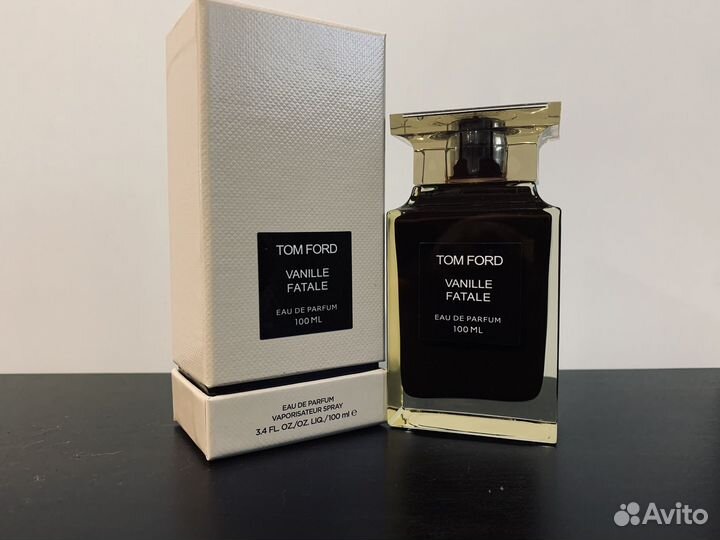 TOM FORD
VANILLE
FATALE
EAU DE PARFUM
100 ML
EAU DE PARFUM
VAPORISATEUR SPRAY
3.4 FL. OZ./OZ. LIQ./100 ml e
TOM FORD
VANILLE
FATALE
EAU DE PARFUM
100 ML
Avito